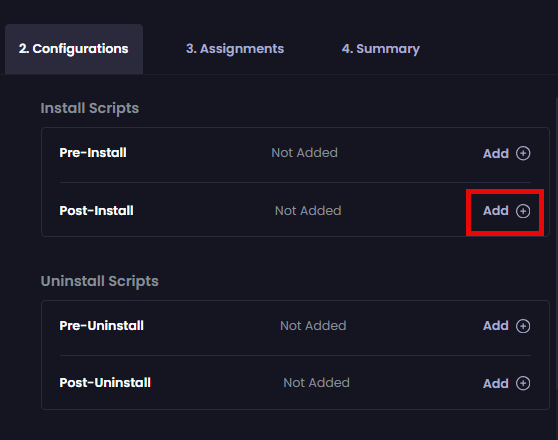 2. Configurations 3. Assignments 4. Summary
Install Scripts
Pre-Install Not Added Add
Post-Install Not Added Add
Uninstall Scripts
Pre-Uninstall Not Added Add
Post-Uninstall Not Added Add